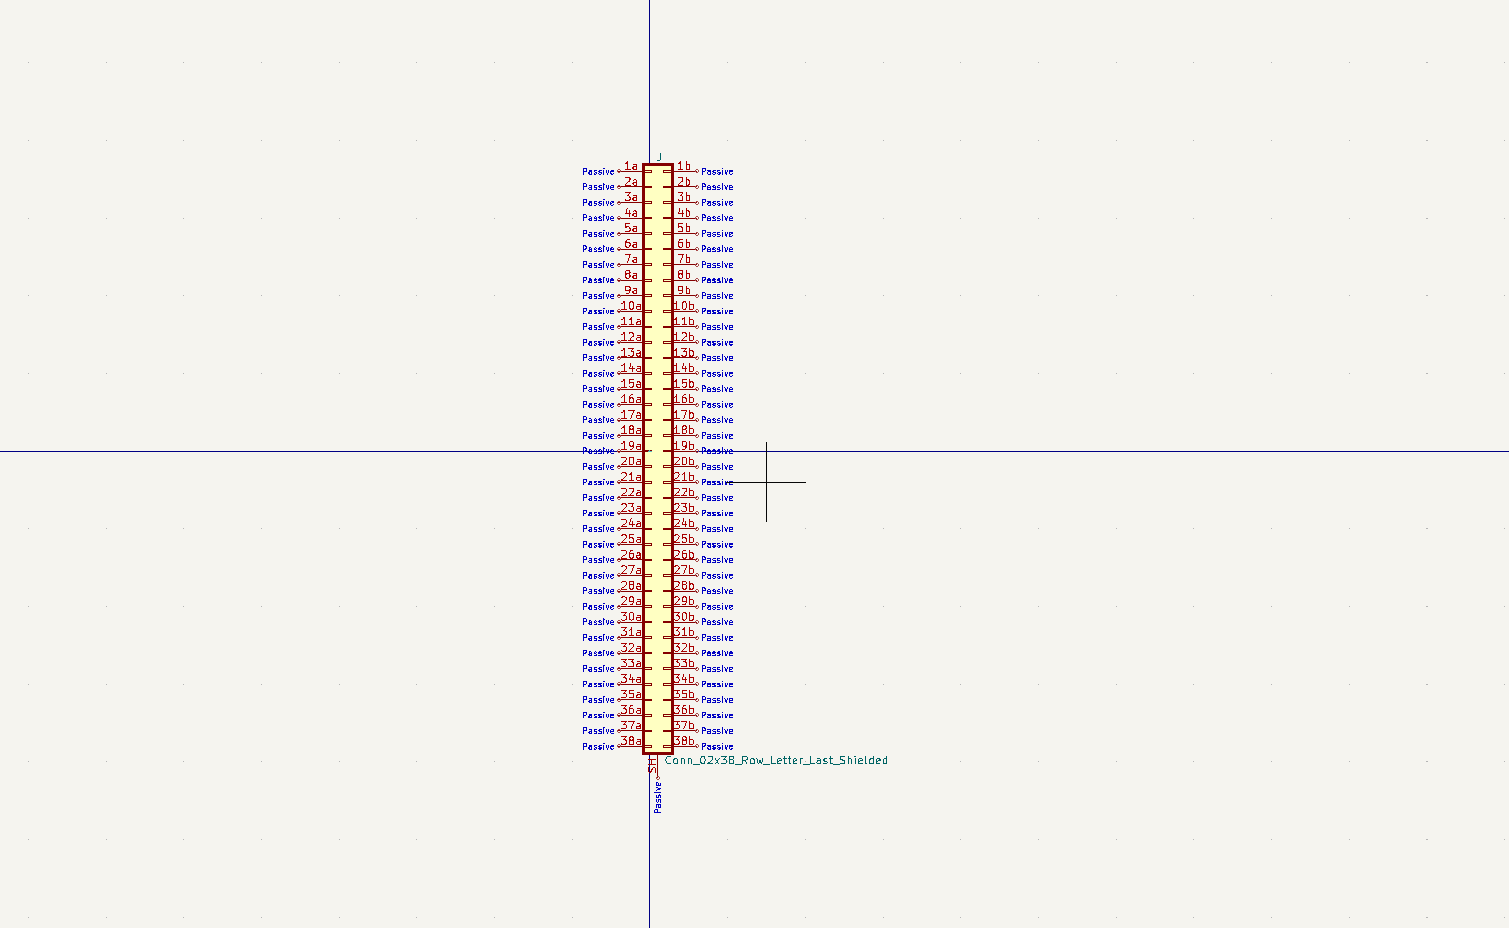 J
Passive 1a 1b Passive
Passive 2a 2b Passive
Passive 3a 3b Passive
Passive 4a 4b Passive
Passive 5a 5b Passive
Passive 6a 6b Passive
Passive 7a 7b Passive
Passive 8a 8b Passive
Passive 9a 9b Passive
Passive 10a 10b Passive
Passive 11a 11b Passive
Passive 12a 12b Passive
Passive 13a 13b Passive
Passive 14a 14b Passive
Passive 15a 15b Passive
Passive 16a 16b Passive
Passive 17a 17b Passive
Passive 18a 18b Passive
Passive 19a 19b Passive
Passive 20a 20b Passive
Passive 21a 21b Passive
Passive 22a 22b Passive
Passive 23a 23b Passive
Passive 24a 24b Passive
Passive 25a 25b Passive
Passive 26a 26b Passive
Passive 27a 27b Passive
Passive 28a 28b Passive
Passive 29a 29b Passive
Passive 30a 30b Passive
Passive 31a 31b Passive
Passive 32a 32b Passive
Passive 33a 33b Passive
Passive 34a 34b Passive
Passive 35a 35b Passive
Passive 36a 36b Passive
Passive 37a 37b Passive
Passive 38a 38b Passive
SH Conn_02x38_Row_Letter_Last_Shielded
Passive